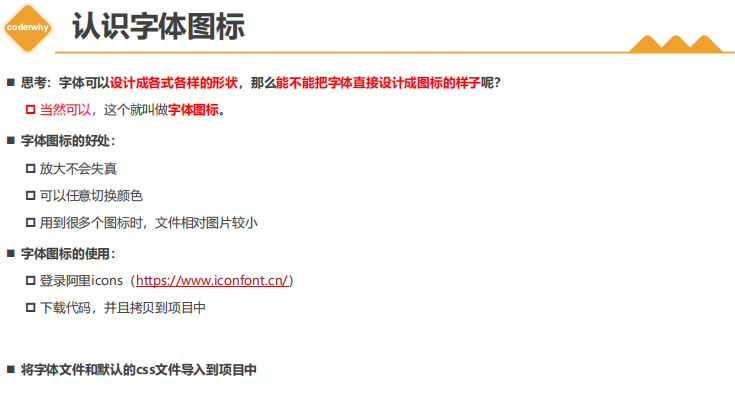 coderwhy
认识字体图标
思考：字体可以设计成各式各样的形状，那么能不能把字体直接设计成图标的样子呢？
当然可以，这个就叫做字体图标。
字体图标的好处：
放大不会失真
可以任意切换颜色
用到很多个图标时，文件相对图片较小
字体图标的使用：
登录阿里icons（https://www.iconfont.cn/）
下载代码，并且拷贝到项目中
将字体文件和默认的css文件导入到项目中